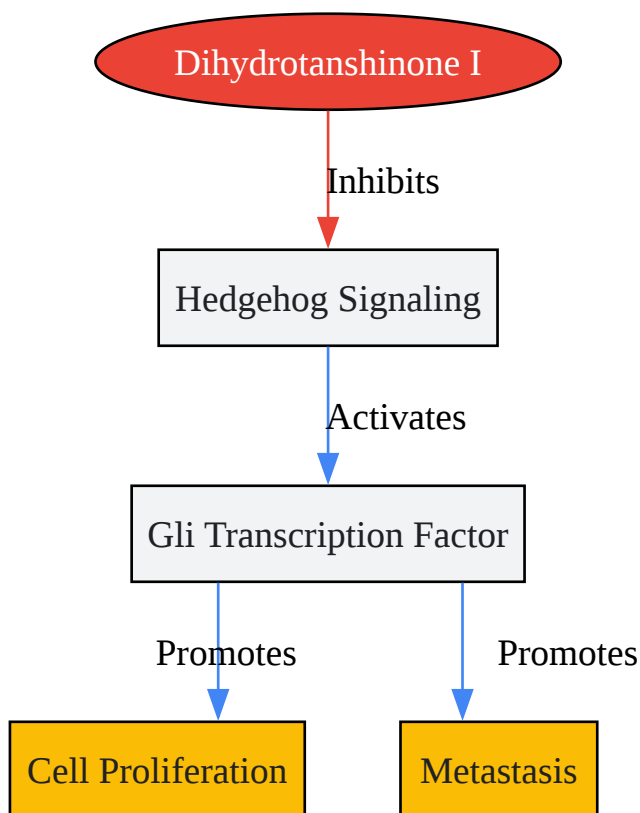 Dihydrotanshinone I
Inhibits
Hedgehog Signaling
Activates
Gli Transcription Factor
Promotes
Promotes
Cell Proliferation
Metastasis